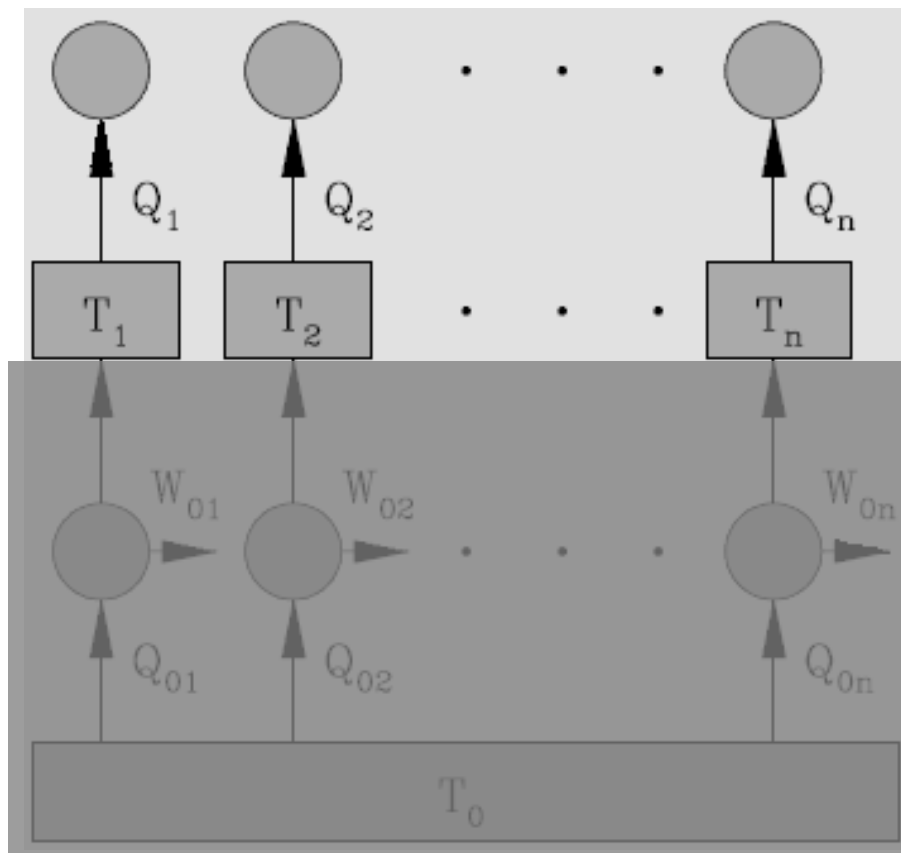 Q₁ Q₂ Qₙ
T₁ T₂ Tₙ
W₀₁ W₀₂ W₀ₙ
Q₀₁ Q₀₂ Q₀ₙ
T₀